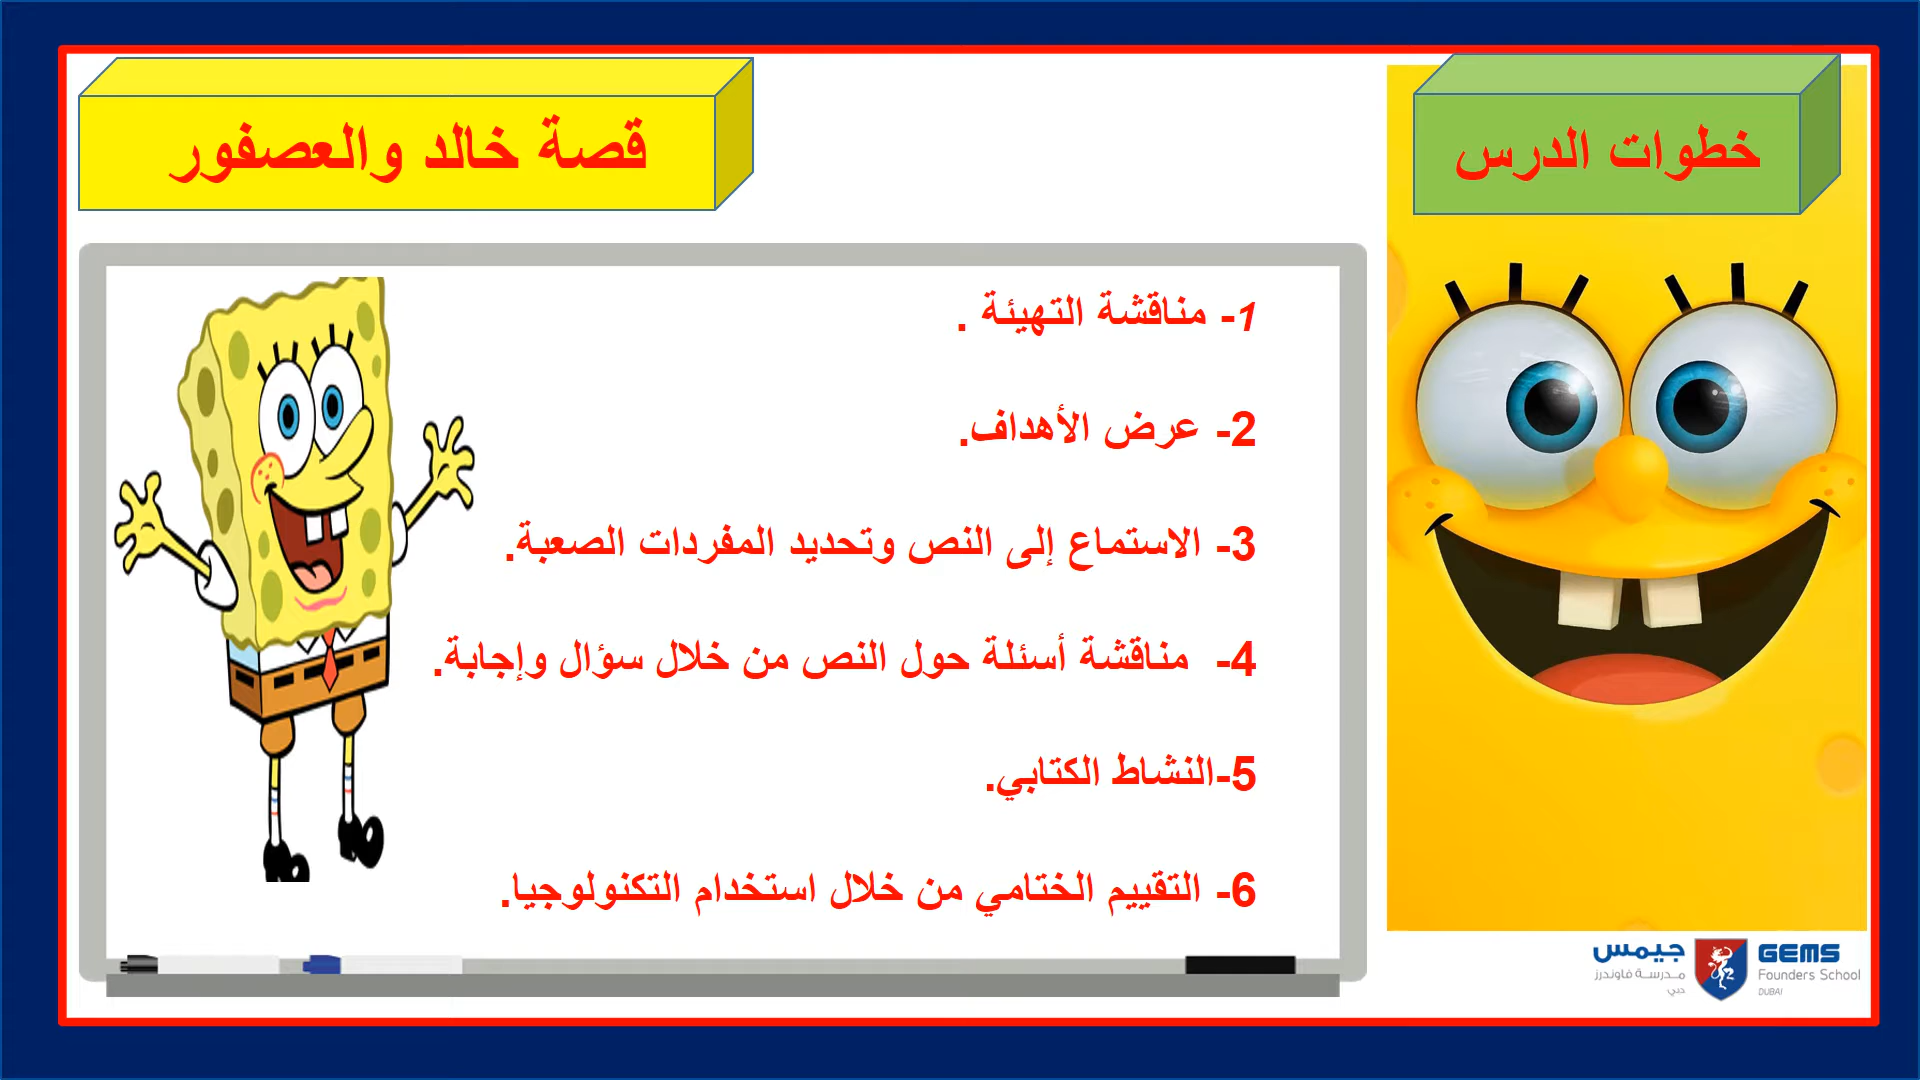 خطوات الدرس
قصة خالد والعصفور
1- مناقشة التهيئة .
2- عرض الأهداف.
3- الاستماع إلى النص وتحديد المفردات الصعبة.
4- مناقشة أسئلة حول النص من خلال سؤال وإجابة.
5-النشاط الكتابي.
6- التقييم الختامي من خلال استخدام التكنولوجيا.
جيمس
مدرسة فاوندرز
دبي
GEMS
Founders School
DUBAI